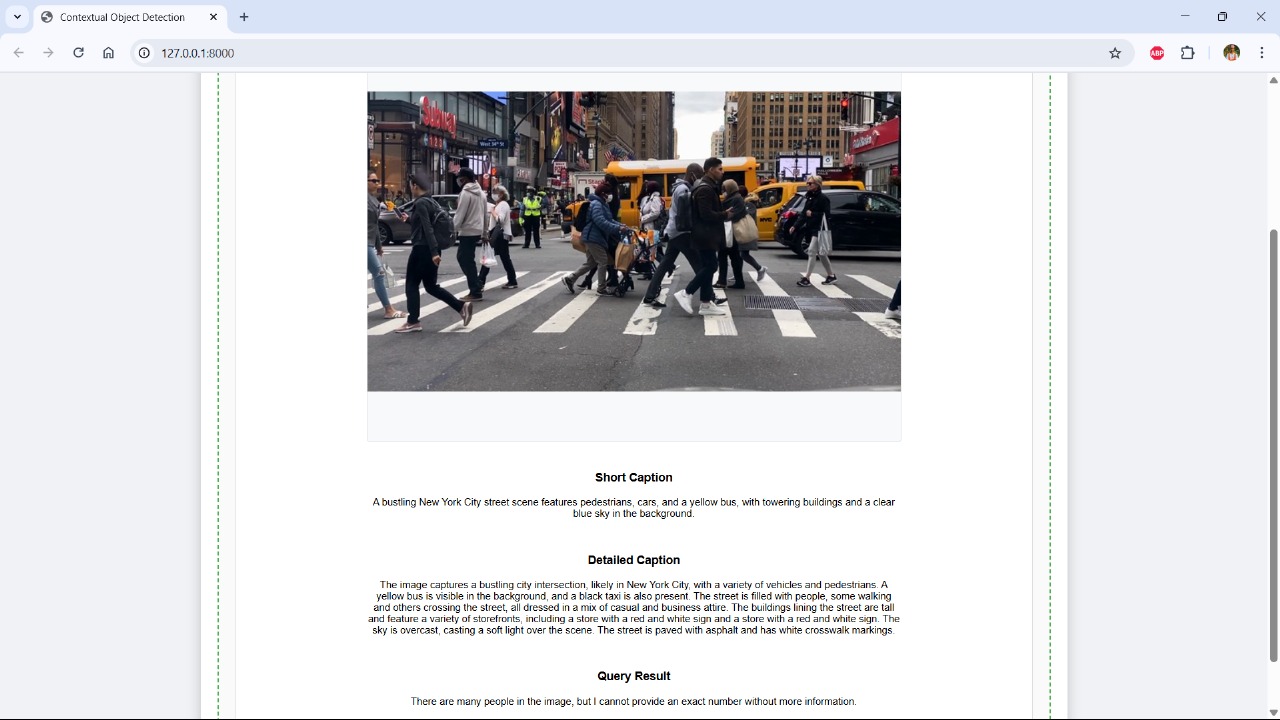 Contextual Object Detection
127.0.0.1:8000
ABP
Subway
West 34th St
NYC
Short Caption
A bustling New York City street scene features pedestrians, cars, and a yellow bus, with towering buildings and a clear
blue sky in the background.
Detailed Caption
The image captures a bustling city intersection, likely in New York City, with a variety of vehicles and pedestrians. A
yellow bus is visible in the background, and a black taxi is also present. The street is filled with people, some walking
and others crossing the street, all dressed in a mix of casual and business attire. The buildings lining the street are tall
and feature a variety of storefronts, including a store with a red and white sign and a store with a red and white sign. The
sky is overcast, casting a soft light over the scene. The street is paved with asphalt and has white crosswalk markings.
Query Result
There are many people in the image, but I cannot provide an exact number without more information.